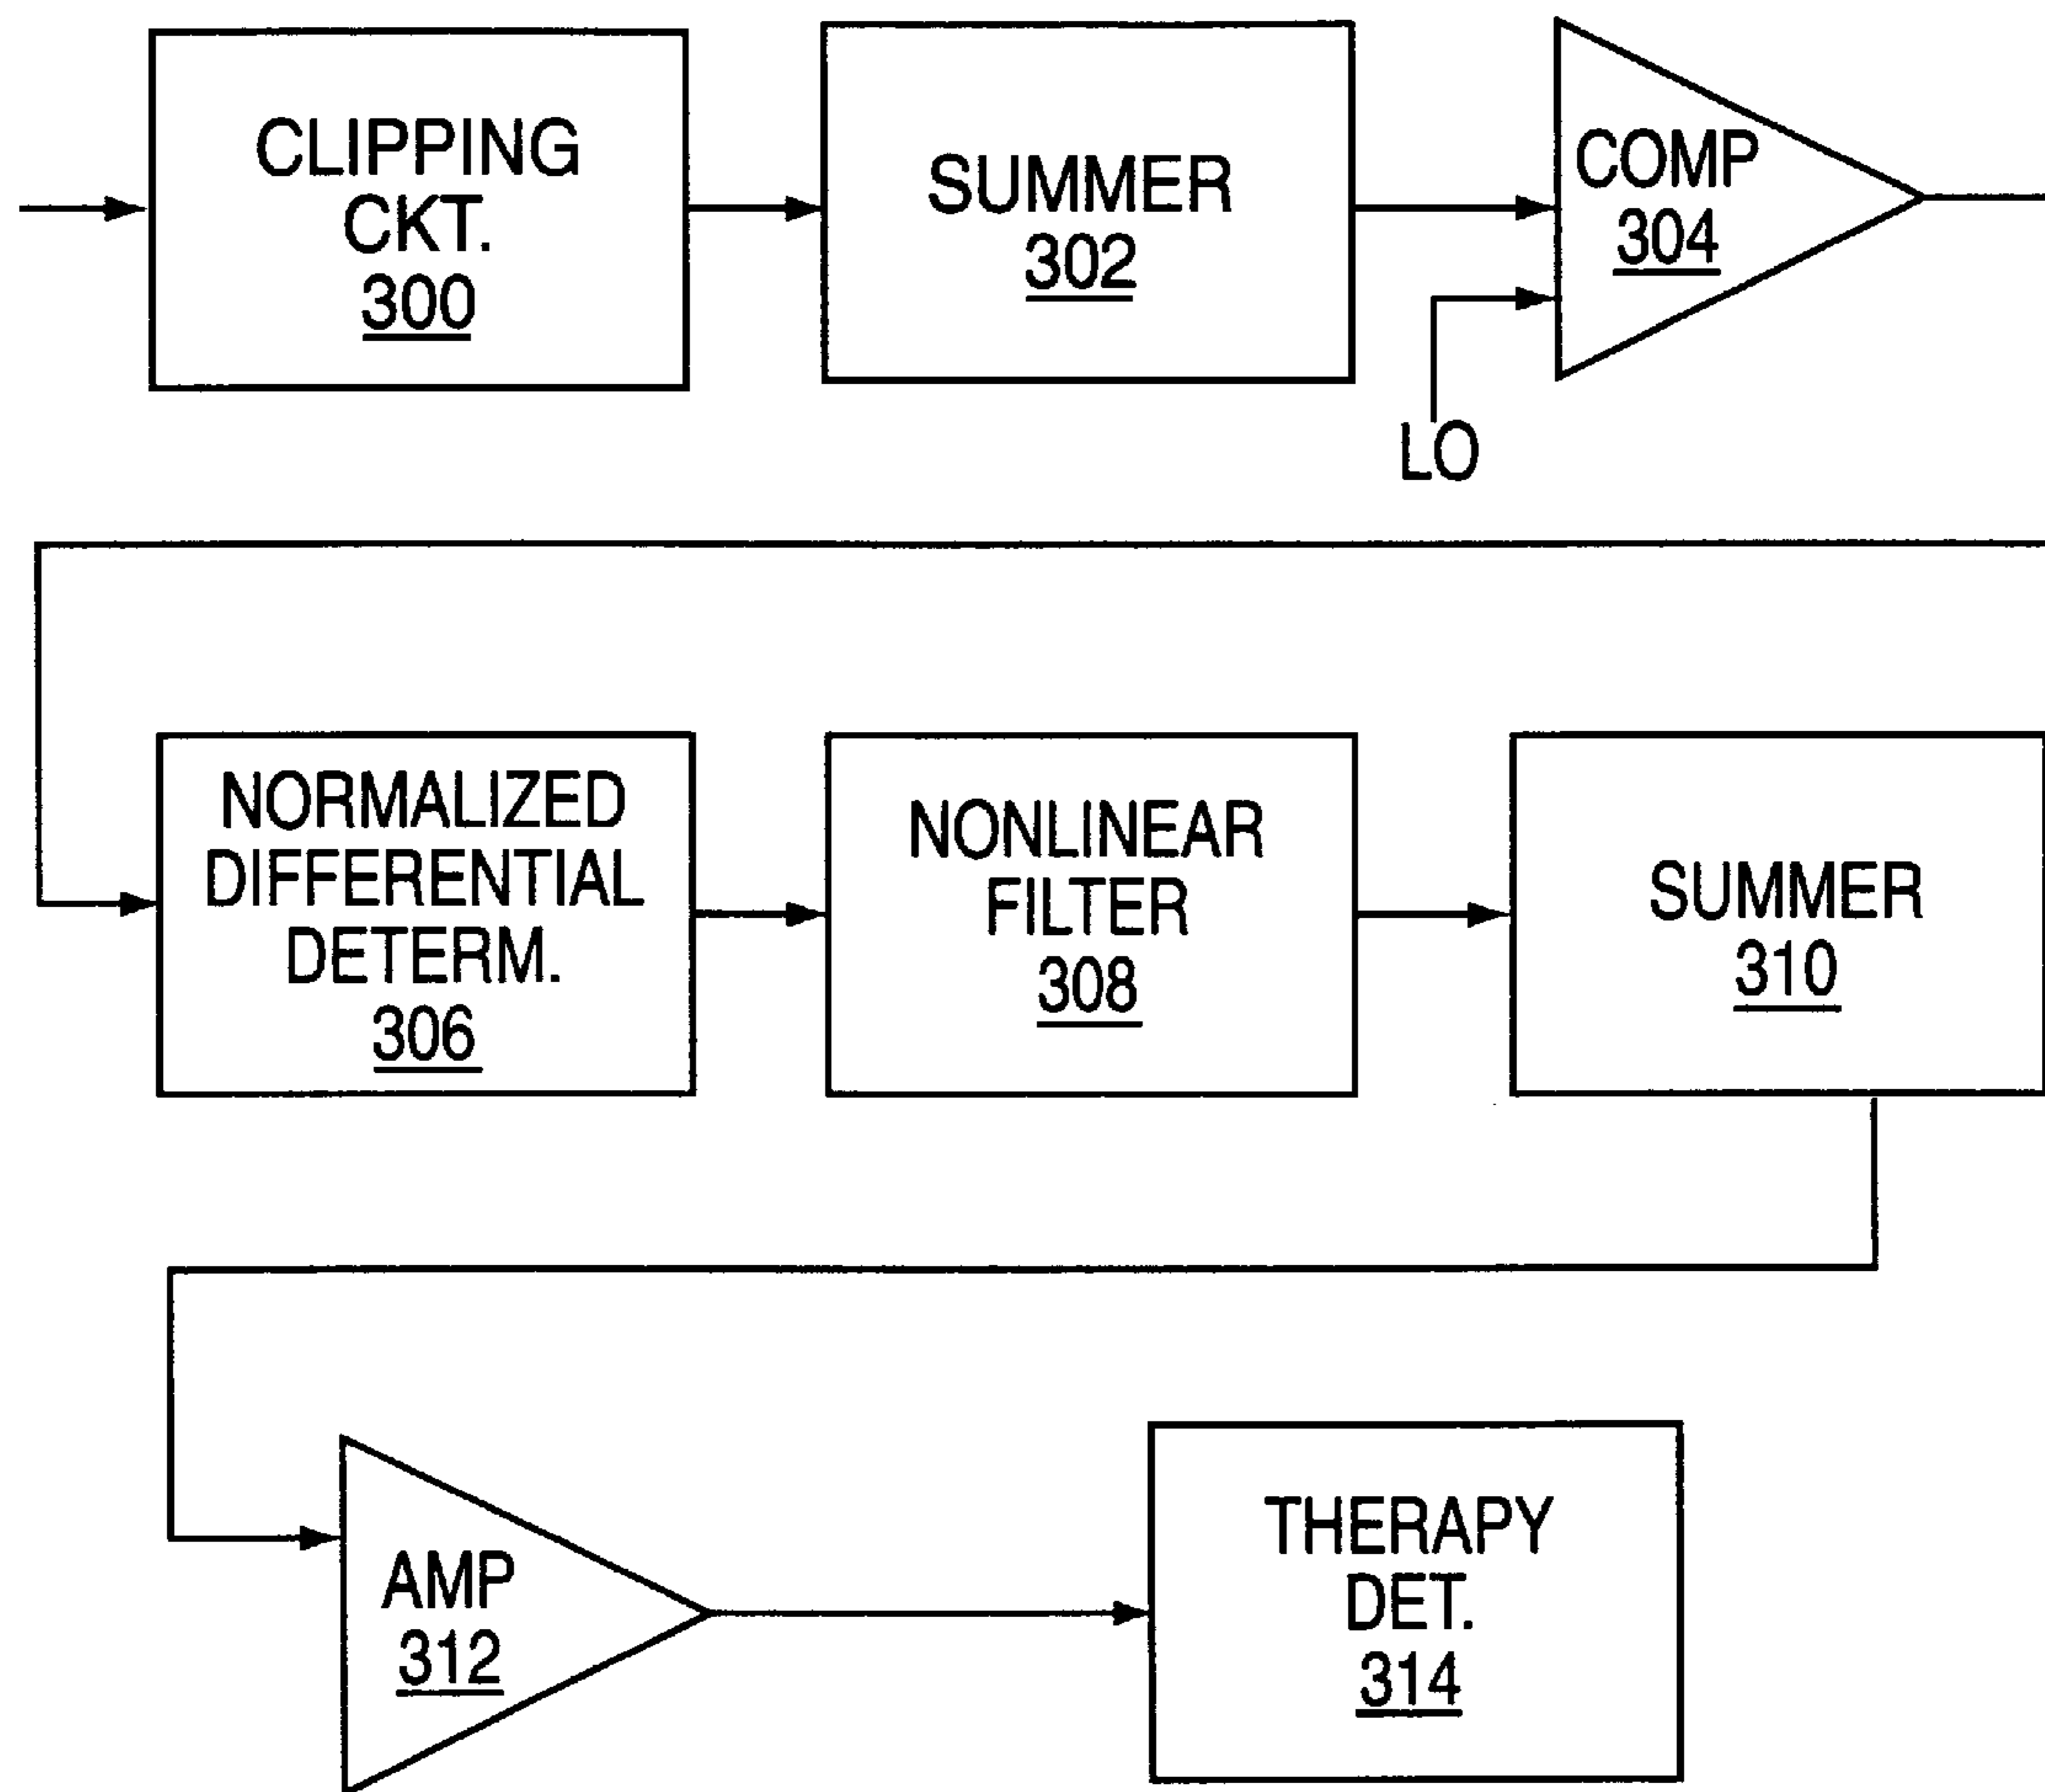 CLIPPING
CKT.
300
SUMMER
302
COMP
304
LO
NORMALIZED
DIFFERENTIAL
DETERM.
306
NONLINEAR
FILTER
308
SUMMER
310
AMP
312
THERAPY
DET.
314